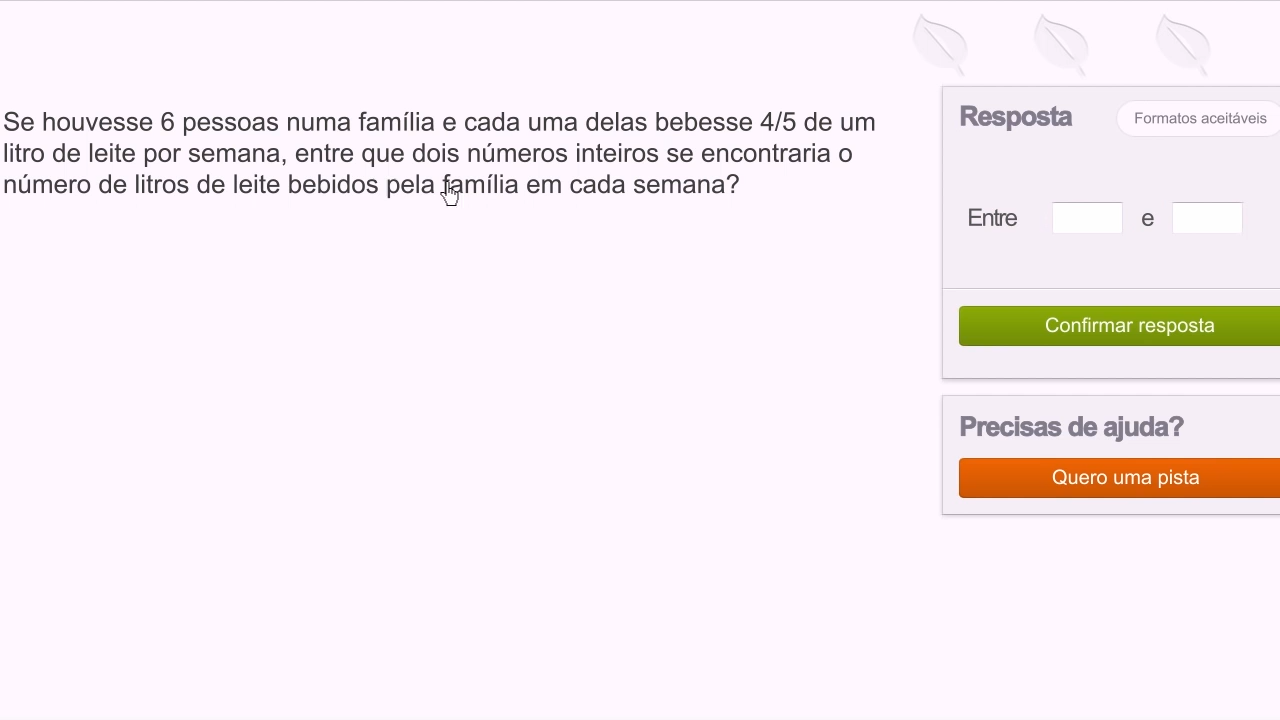 Se houvesse 6 pessoas numa família e cada uma delas bebesse 4/5 de um
litro de leite por semana, entre que dois números inteiros se encontraria o
número de litros de leite bebidos pela família em cada semana?
Resposta
Formatos aceitáveis
Entre e
Confirmar resposta
Precisas de ajuda?
Quero uma pista